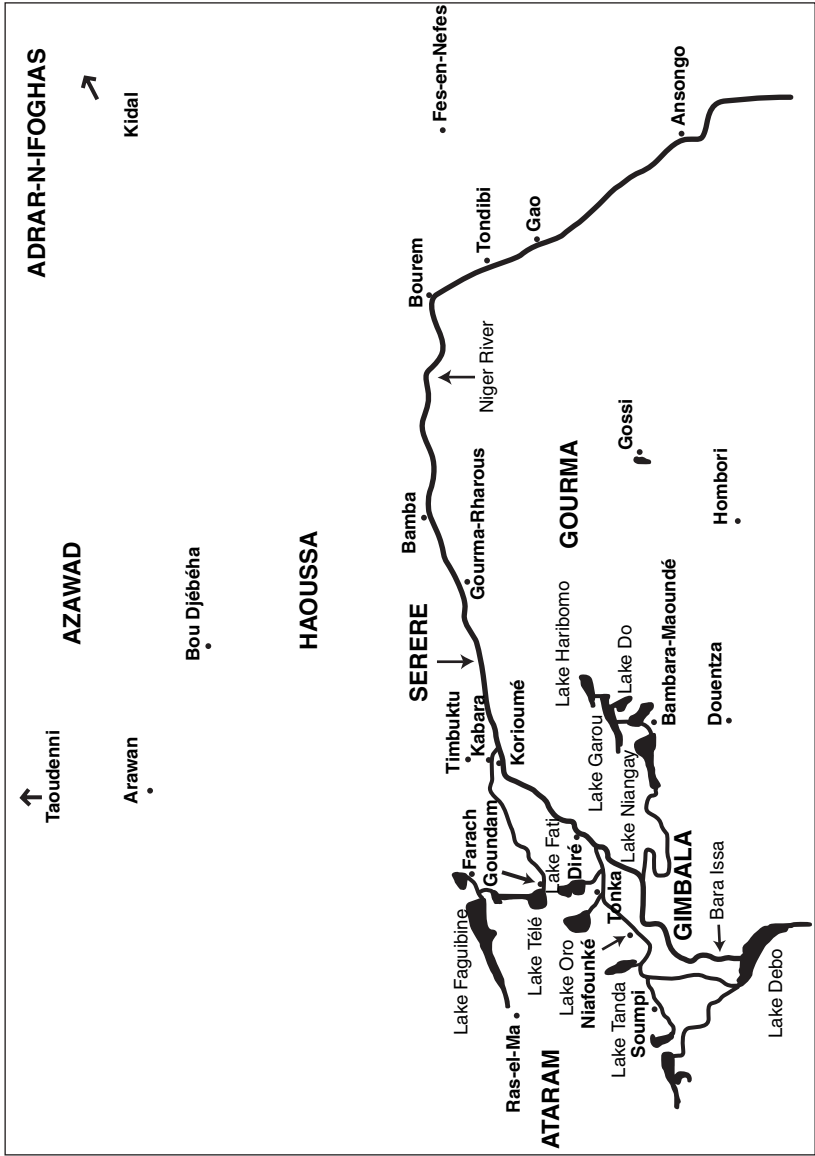 Taoudenni
AZAWAD
ADRAR-N-IFOGHAS
Arawan
Kidal
Bou Djébéha
HAOUSSA
SERERE
Bamba
Bourem
Fes-en-Nefes
Timbuktu
Kabara
Korioumé
Gourma-Rharous
Niger River
Tondibi
Gao
Ansongo
Lake Faguibine
Farach
Goundam
Ras-el-Ma
Lake Télé
Lake Fati
Diré
ATARAM
Lake Oro
Niafounké
Tonka
Lake Tanda
Soumpi
Lake Haribomo
Lake Garou
Lake Do
Lake Niangay
Bambara-Maoundé
GOURMA
Gossi
GIMBALA
Bara Issa
Douentza
Hombori
Lake Debo